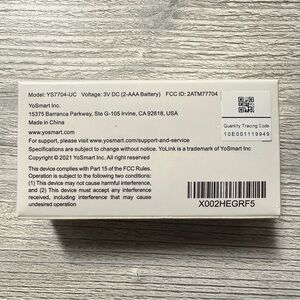 Model: YS7704-UC Voltage: 3V DC (2-AAA Battery) FCC ID: 2ATM77704
YoSmart Inc.
15375 Barranca Parkway, Ste G-105 Irvine, CA 92618, USA
Made in China
www.yosmart.com
For support, please visit www.yosmart.com/support-and-service
Specifications are subject to change without notice. YoLink is a trademark of YoSmart Inc
Copyright © 2021 YoSmart Inc. All right reserved
This device complies with Part 15 of the FCC Rules.
Operation is subject to the following two conditions:
(1) This device may not cause harmful interference,
and (2) This device must accept any interference
received, including interference that may cause
undesired operation
Quantity Tracing Code
10E001119949
X002HEGRF5